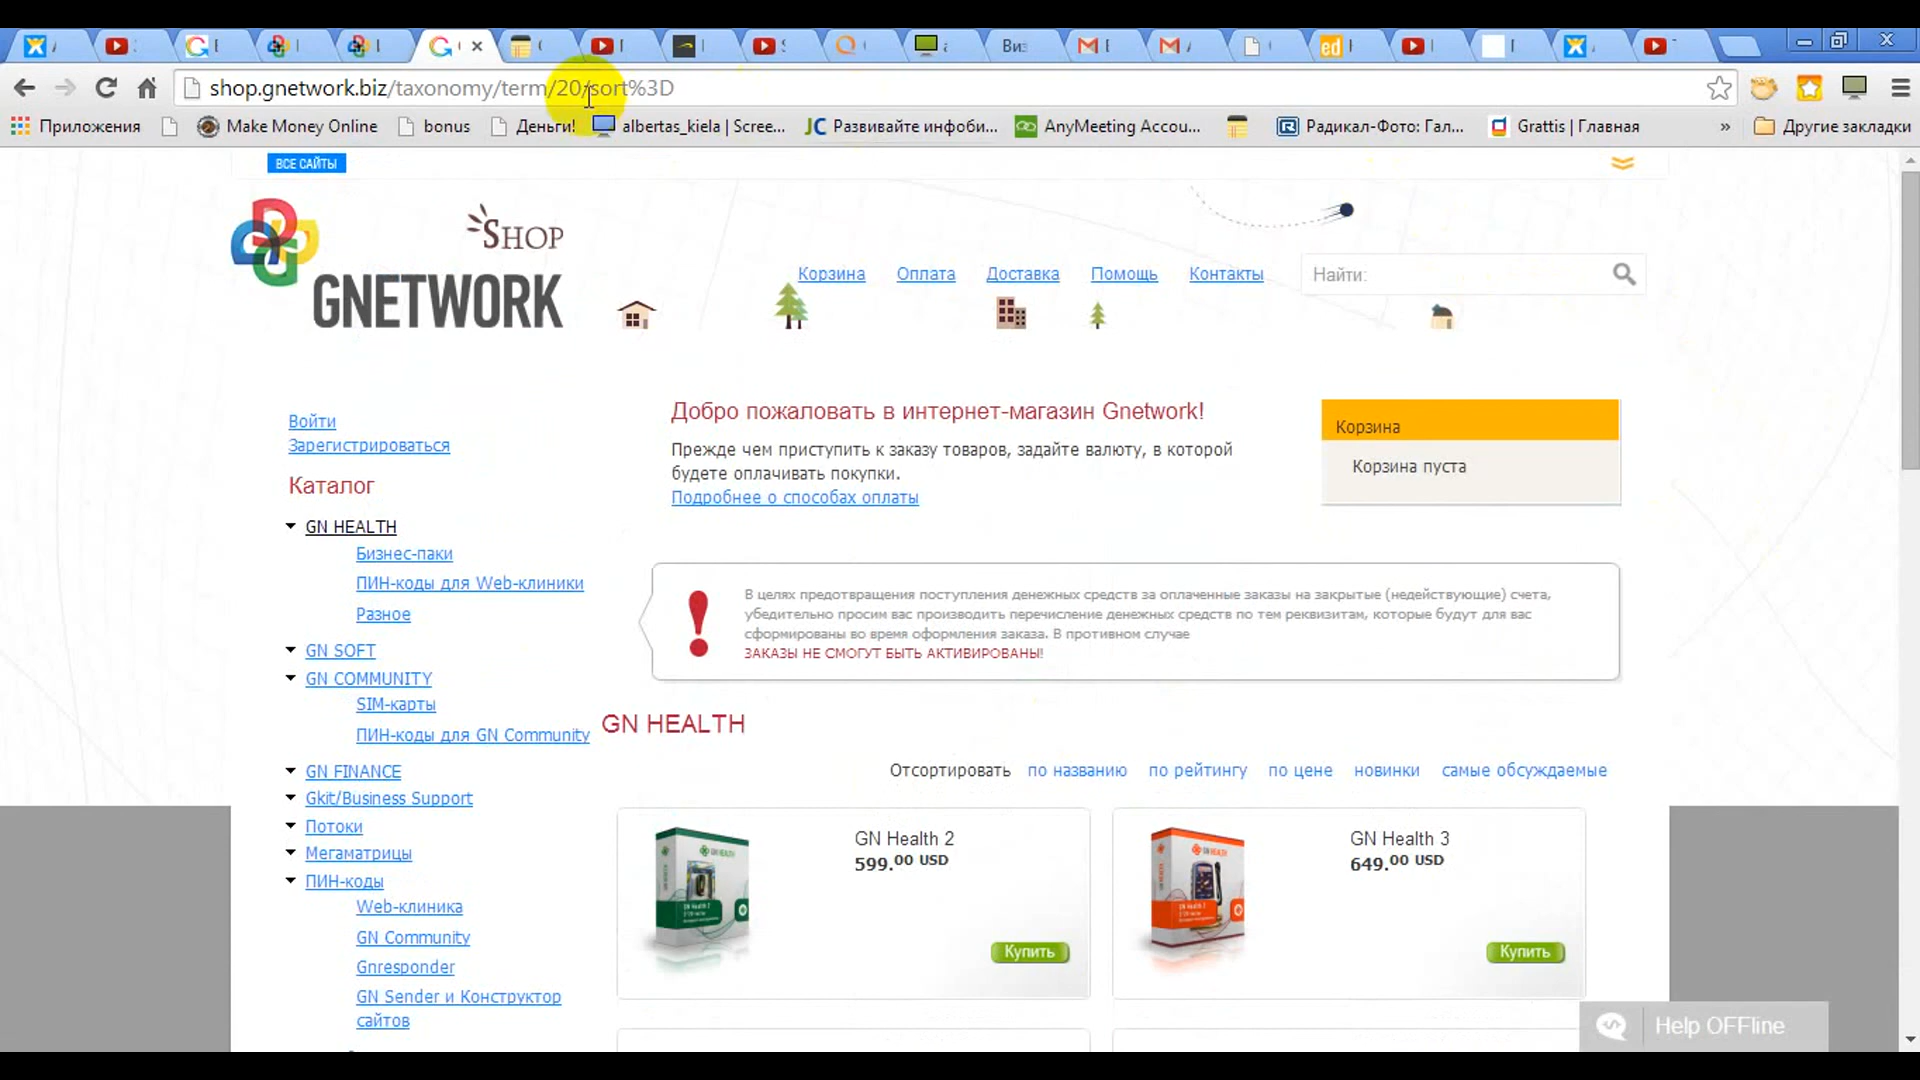 shop.gnetwork.biz/taxonomy/term/20/sort%3D
Приложения
Make Money Online
bonus
Деньги!
albertas_kiela | Scree...
JC Развивайте инфоби...
AnyMeeting Accou...
Радикал-Фото: Гал...
Grattis | Главная
»
Другие закладки
ВСЕ САЙТЫ
SHOP
GNETWORK
Корзина
Оплата
Доставка
Помощь
Контакты
Найти:
Войти
Зарегистрироваться
Каталог
GN HEALTH
Бизнес-паки
ПИН-коды для Web-клиники
Разное
GN SOFT
GN COMMUNITY
SIM-карты
ПИН-коды для GN Community
GN FINANCE
Gkit/Business Support
Потоки
Мегаматрицы
ПИН-коды
Web-клиника
GN Community
Gnresponder
GN Sender и Конструктор
сайтов
Добро пожаловать в интернет-магазин Gnetwork!
Прежде чем приступить к заказу товаров, задайте валюту, в которой
будете оплачивать покупки.
Подробнее о способах оплаты
Корзина
Корзина пуста
В целях предотвращения поступления денежных средств за оплаченные заказы на закрытые (недействующие) счета,
убедительно просим вас производить перечисление денежных средств по тем реквизитам, которые будут для вас
сформированы во время оформления заказа. В противном случае
ЗАКАЗЫ НЕ СМОГУТ БЫТЬ АКТИВИРОВАНЫ!
GN HEALTH
Отсортировать по названию по рейтингу по цене новинки самые обсуждаемые
GN Health 2
599.00 USD
Купить
GN Health 3
649.00 USD
Купить
Help OFFline